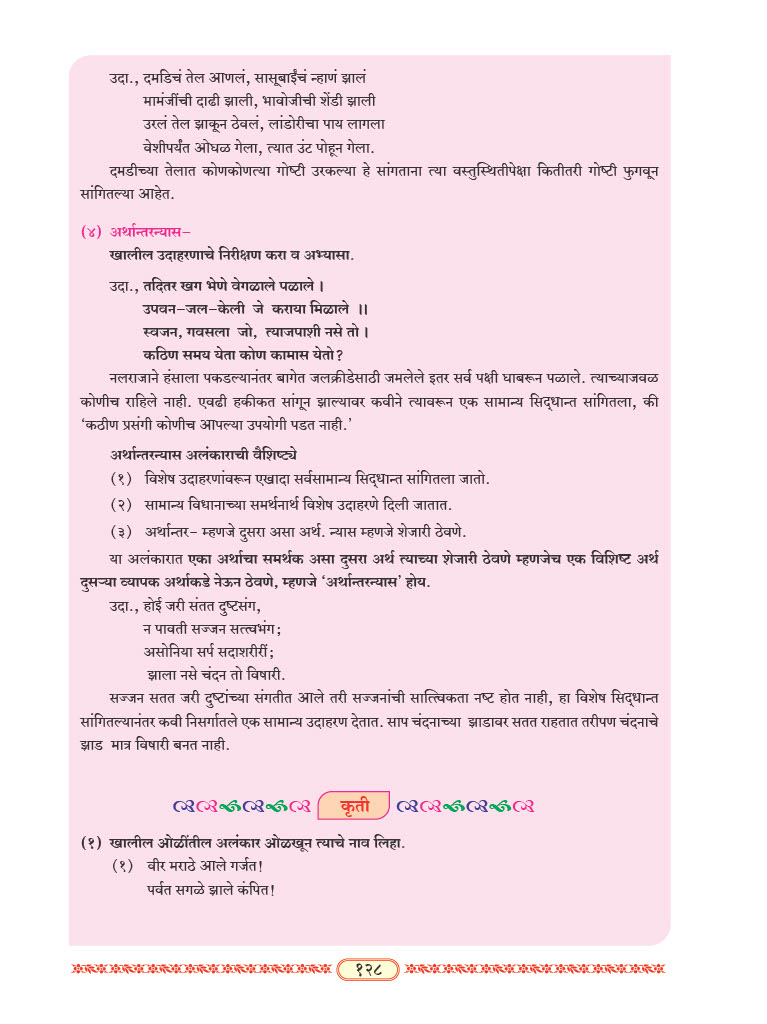 उदा., दमडिचं तेल आणलं, सासूबाईंचं न्हाणं झालं
मामंजींची दाढी झाली, भावोजीची शेंडी झाली
उरलं तेल झाकून ठेवलं, लांडोरीचा पाय लागला
वेशीपर्यंत ओघळ गेला, त्यात उंट पोहून गेला.
दमडीच्या तेलात कोणकोणत्या गोष्टी उरकल्या हे सांगताना त्या वस्तुस्थितीपेक्षा कितीतरी गोष्टी फुगवून
सांगितल्या आहेत.
(४) अर्थान्तरन्यास–
खालील उदाहरणाचे निरीक्षण करा व अभ्यासा.
उदा., तदितर खग भेणे वेगळाले पळाले ।
उपवन–जल–केली जे कराया मिळाले ।।
स्वजन, गवसला जो, त्याजपाशी नसे तो ।
कठिण समय येता कोण कामास येतो?
नलराजाने हंसाला पकडल्यानंतर बागेत जलक्रीडेसाठी जमलेले इतर सर्व पक्षी घाबरून पळाले. त्याच्याजवळ
कोणीच राहिले नाही. एवढी हकीकत सांगून झाल्यावर कवीने त्यावरून एक सामान्य सिद्धान्त सांगितला, की
‘कठीण प्रसंगी कोणीच आपल्या उपयोगी पडत नाही.’
अर्थान्तरन्यास अलंकाराची वैशिष्ट्ये
(१) विशेष उदाहरणांवरून एखादा सर्वसामान्य सिद्धान्त सांगितला जातो.
(२) सामान्य विधानाच्या समर्थनार्थ विशेष उदाहरणे दिली जातात.
(३) अर्थान्तर- म्हणजे दुसरा असा अर्थ. न्यास म्हणजे शेजारी ठेवणे.
या अलंकारात एका अर्थाचा समर्थक असा दुसरा अर्थ त्याच्या शेजारी ठेवणे म्हणजेच एक विशिष्ट अर्थ
दुसऱ्या व्यापक अर्थाकडे नेऊन ठेवणे, म्हणजे ‘अर्थान्तरन्यास’ होय.
उदा., होई जरी संतत दुष्टसंग,
न पावती सज्जन सत्त्वभंग;
असोनिया सर्प सदाशरीरीं;
झाला नसे चंदन तो विषारी.
सज्जन सतत जरी दुष्टांच्या संगतीत आले तरी सज्जनांची सात्त्विकता नष्ट होत नाही, हा विशेष सिद्धान्त
सांगितल्यानंतर कवी निसर्गातले एक सामान्य उदाहरण देतात. साप चंदनाच्या झाडावर सतत राहतात तरीपण चंदनाचे
झाड मात्र विषारी बनत नाही.
कृती
(१) खालील ओळींतील अलंकार ओळखून त्याचे नाव लिहा.
(१) वीर मराठे आले गर्जत!
पर्वत सगळे झाले कंपित!
१२८